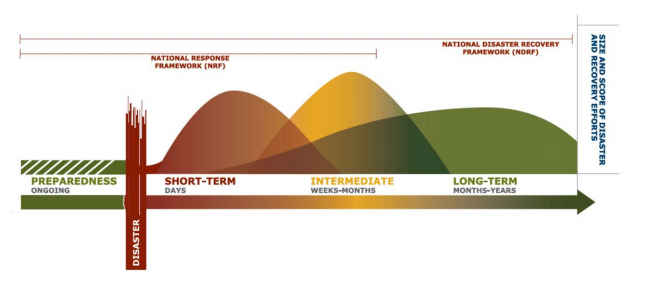 NATIONAL RESPONSE
FRAMEWORK (NRF)
NATIONAL DISASTER RECOVERY
FRAMEWORK (NDRF)
SIZE AND SCOPE OF DISASTER
AND RECOVERY EFFORTS
PREPAREDNESS
ONGOING
DISASTER
SHORT-TERM
DAYS
INTERMEDIATE
WEEKS-MONTHS
LONG-TERM
MONTHS-YEARS